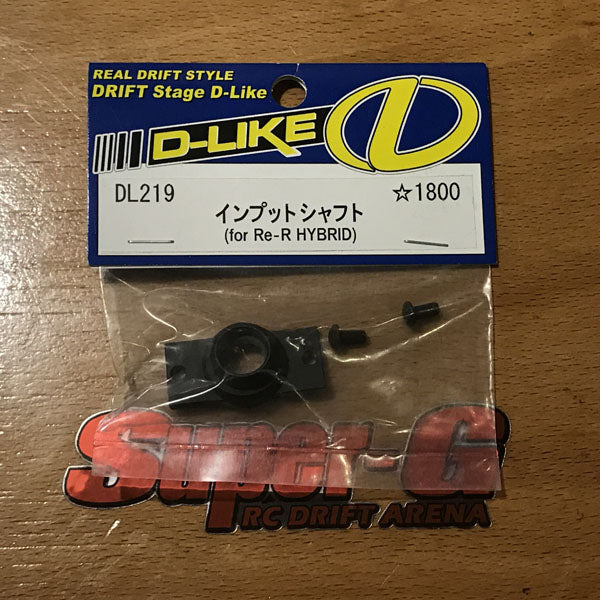 REAL DRIFT STYLE
DRIFT Stage D-Like
D-LIKE
DL219
☆1800
インプットシャフト
(for Re-R HYBRID)
Super-G
RC DRIFT ARENA